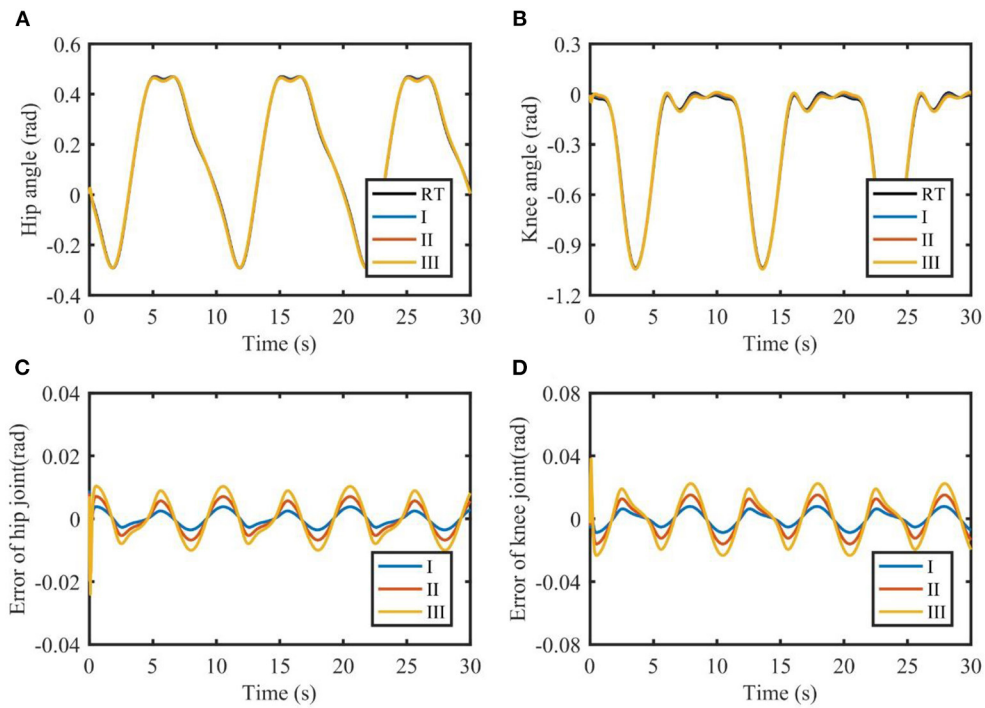 A
Hip angle (rad)
0.6
0.4
0.2
0
-0.2
-0.4
0 5 10 15 20 25 30
Time (s)
RT
I
II
III
B
Knee angle (rad)
0.3
0
-0.3
-0.6
-0.9
-1.2
0 5 10 15 20 25 30
Time (s)
RT
I
II
III
C
Error of hip joint(rad)
0.04
0.02
0
-0.02
-0.04
0 5 10 15 20 25 30
Time (s)
I
II
III
D
Error of knee joint(rad)
0.08
0.04
0
-0.04
-0.08
0 5 10 15 20 25 30
Time (s)
I
II
III